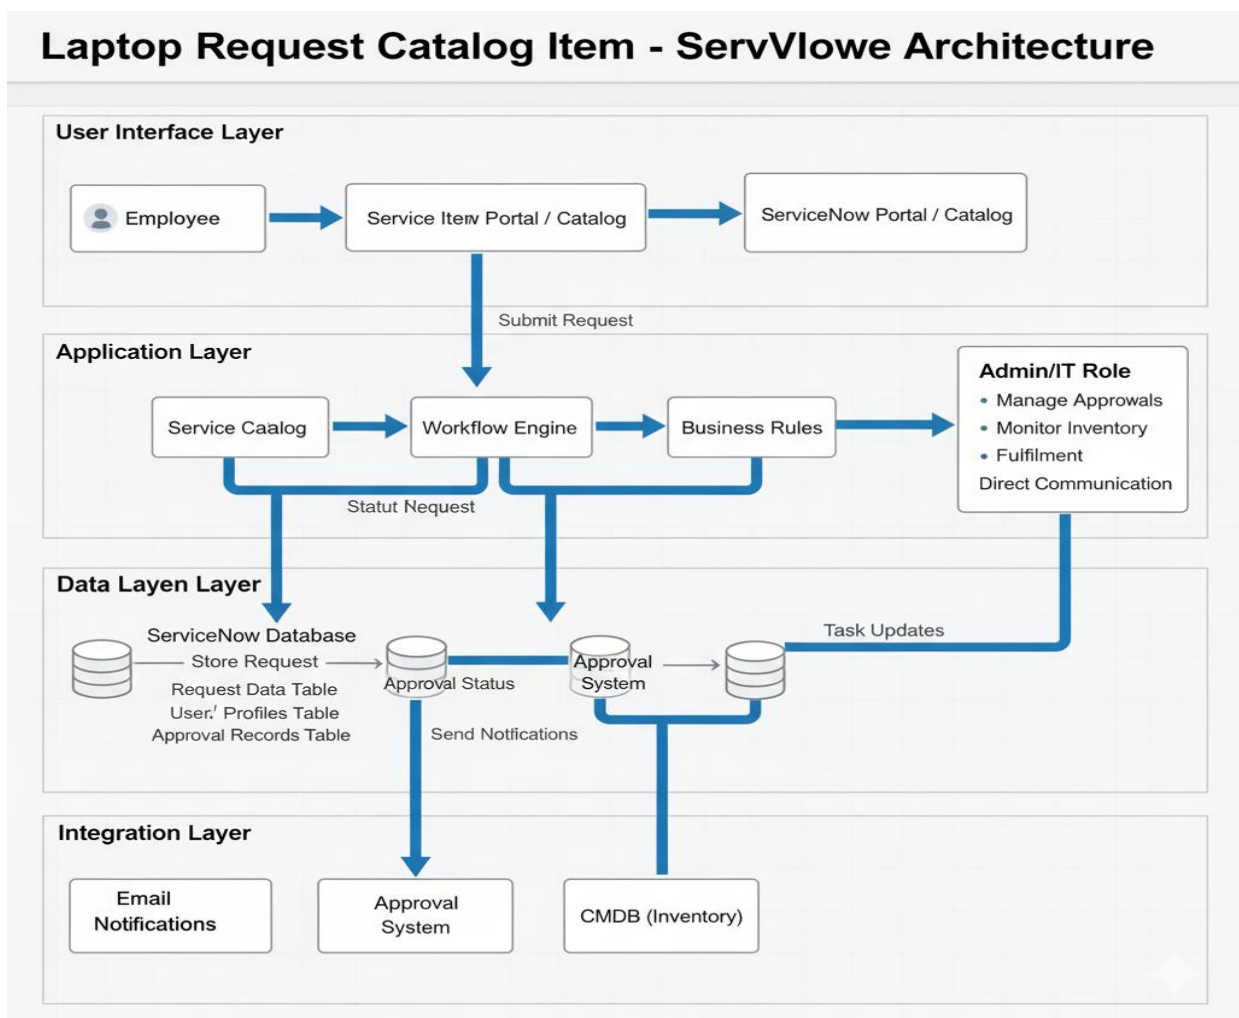 Laptop Request Catalog Item - ServVlowe Architecture
User Interface Layer
Employee
Service Item Portal / Catalog
ServiceNow Portal / Catalog
Submit Request
Application Layer
Service Caalog
Workflow Engine
Business Rules
Admin/IT Role
• Manage Approvals
• Monitor Inventory
• Fulfilment
Direct Communication
Statut Nequest
Data Layen Layer
ServiceNow Database
Store Request
Request Data Table
User.' Profiles Table
Approval Records Table
Approval Status
Approval
System
Task Updates
Send Notfications
Integration Layer
Email
Notifications
Approval
System
CMDB (Inventory)